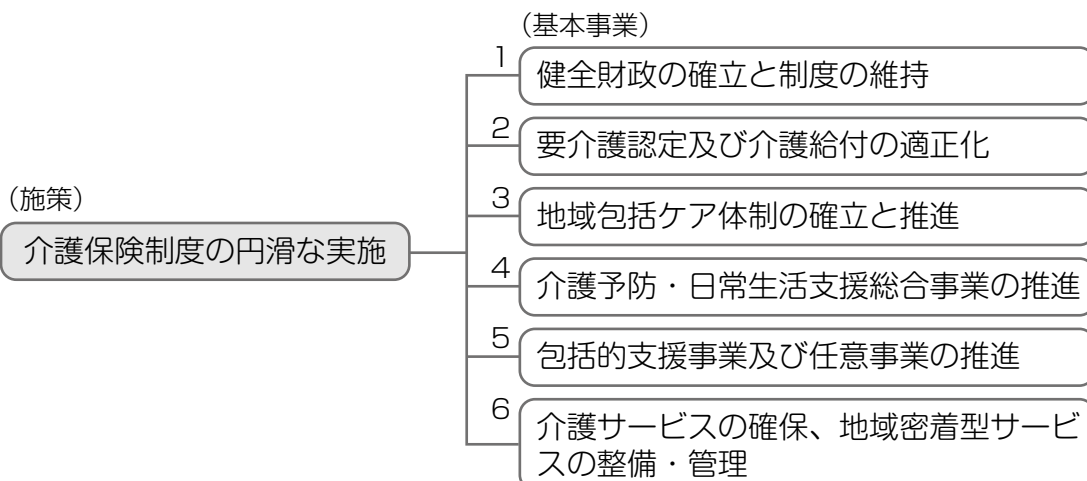 （基本事業）
1
健全財政の確立と制度の維持
2
要介護認定及び介護給付の適正化
（施策）
3
地域包括ケア体制の確立と推進
介護保険制度の円滑な実施
4
介護予防・日常生活支援総合事業の推進
5
包括的支援事業及び任意事業の推進
6
介護サービスの確保、地域密着型サービ
スの整備・管理